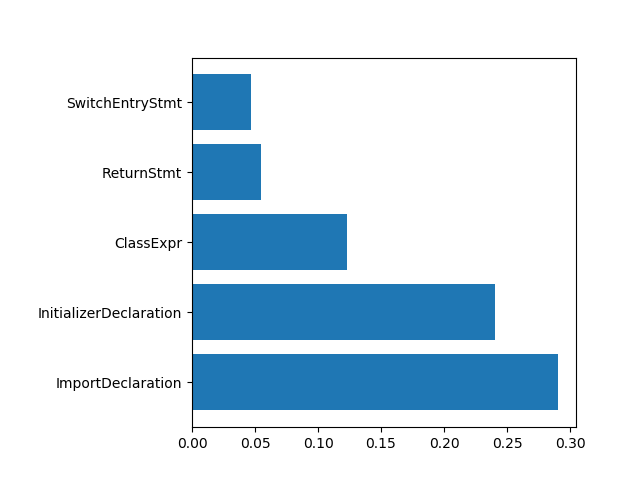 SwitchEntryStmt
ReturnStmt
ClassExpr
InitializerDeclaration
ImportDeclaration
0.00 0.05 0.10 0.15 0.20 0.25 0.30